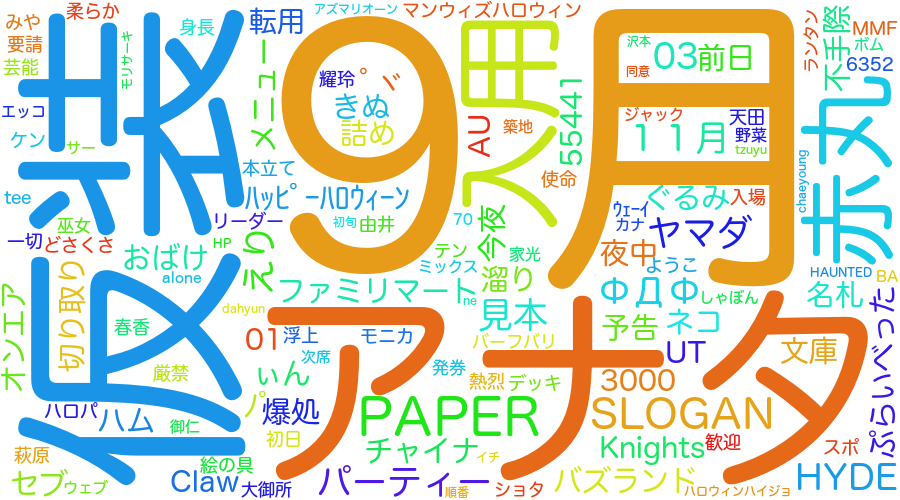 みや
柔らか
転用
アズマリオーン
マンウィズハロウィン
要請
身長
芸能
モリサーキ
メニュー
仮装
9月
入用
赤丸
アナタ
耀玲
バ
きぬ
詰め
AU
築地
55441
沢本
同意
03
前日
ランタン
不手際
MMF
ボム
6352
エッコ
ケン
サー
本立て
ジャック
11月
天田
野菜
tzuyu
chaeyoung
使命
tee
ハッピーハロウィーン
ぐるみ
入場
巫女
リーダー
初旬
由井
70
今夜
ウェーイ
カナ
ヤマダ
一切
どさくさ
HP
えり
おばけ
alone
テン
ミックス
家光
夜中
ようこ
HAUNTED
BA
オンエア
切り取り
dahyun
ファミリマート
ne
溜り
ФДФ
しゃぼん
名札
春香
01
浮上
モニカ
見本
予告
ネコ
ぷらいべった
次席
バーフバリ
UT
文庫
厳禁
ぃん
発券
熱烈
デッキ
3000
ハロパ
ハム
パ
爆処
PAPER
SLOGAN
御仁
初日
萩原
絵の具
チャイナ
イチ
Knights
歓迎
スポ
セブ
ウェブ
Claw
大御所
パーティー
順番
ショタ
バズランド
ハロウィンハイジョ
HYDE